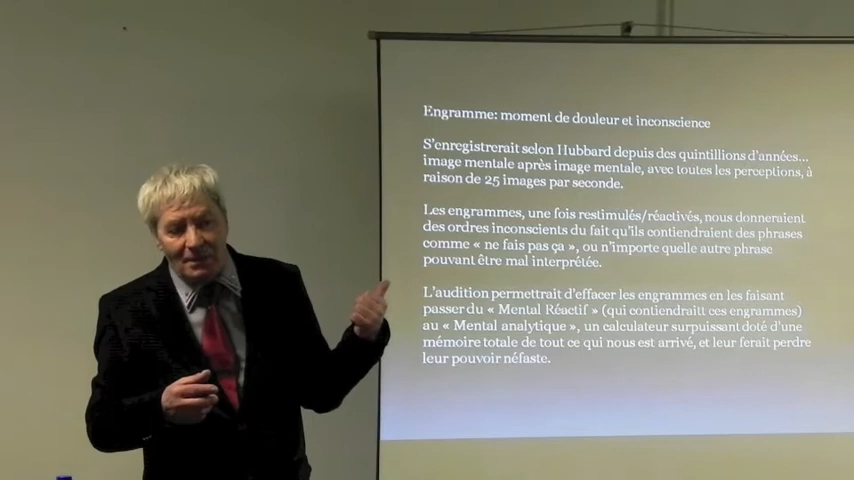 Engramme: moment de douleur et inconscience
S'enregistrerait selon Hubbard depuis des quintillions d'années...
image mentale après image mentale, avec toutes les perceptions, à
raison de 25 images par seconde.
Les engrammes, une fois restimulés/réactivés, nous donneraient
des ordres inconscients du fait qu'ils contiendraient des phrases
comme « ne fais pas ça », ou n'importe quelle autre phrase
pouvant être mal interprétée.
L'audition permettrait d'effacer les engrammes en les faisant
passer du « Mental Réactif » (qui contiendraitt ces engrammes)
au « Mental analytique », un calculateur surpuissant doté d'une
mémoire totale de tout ce qui nous est arrivé, et leur ferait perdre
leur pouvoir néfaste.